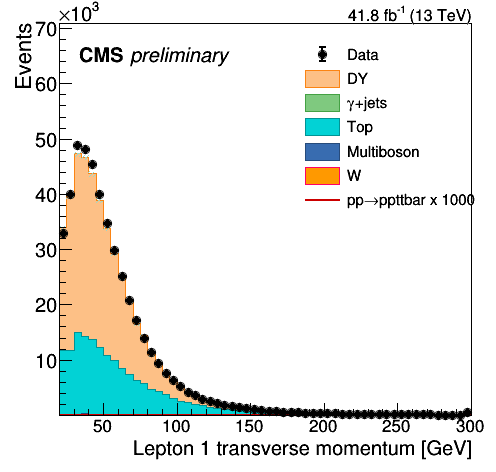 ×10³
41.8 fb⁻¹ (13 TeV)
Events
70
60
50
40
30
20
10
CMS preliminary
Data
DY
γ+jets
Top
Multiboson
W
pp→ppttbar x 1000
50 100 150 200 250 300
Lepton 1 transverse momentum [GeV]